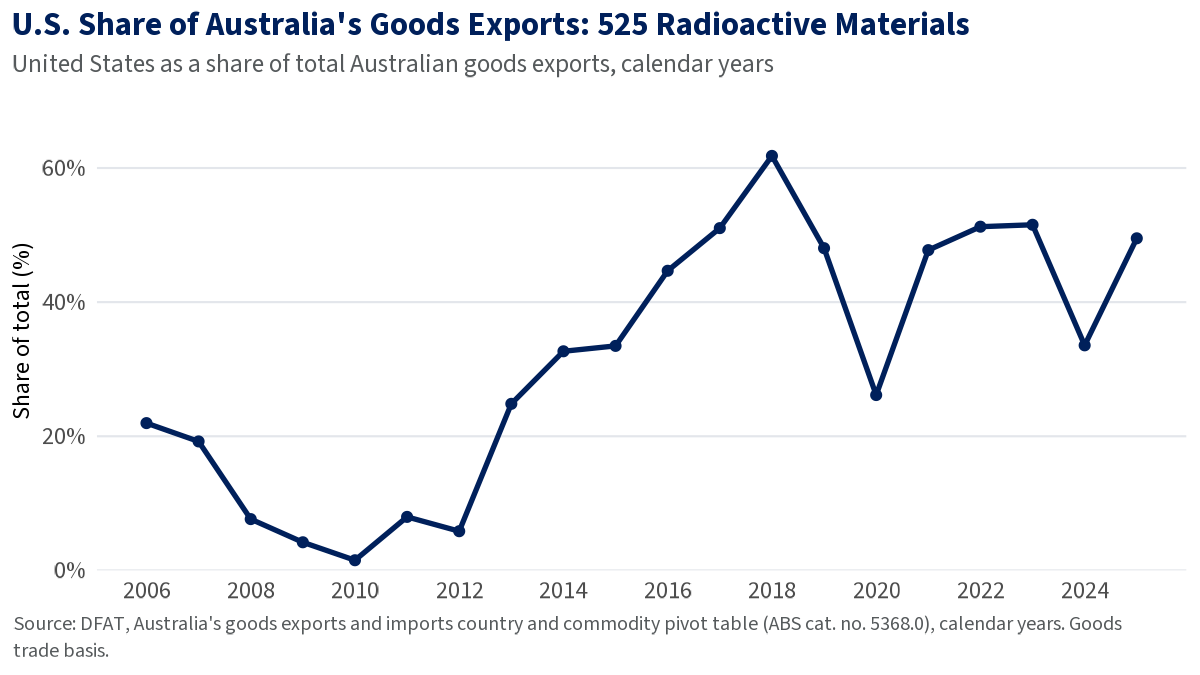 U.S. Share of Australia's Goods Exports: 525 Radioactive Materials
United States as a share of total Australian goods exports, calendar years
Share of total (%)
60%
40%
20%
0%
2006 2008 2010 2012 2014 2016 2018 2020 2022 2024
Source: DFAT, Australia's goods exports and imports country and commodity pivot table (ABS cat. no. 5368.0), calendar years. Goods
trade basis.